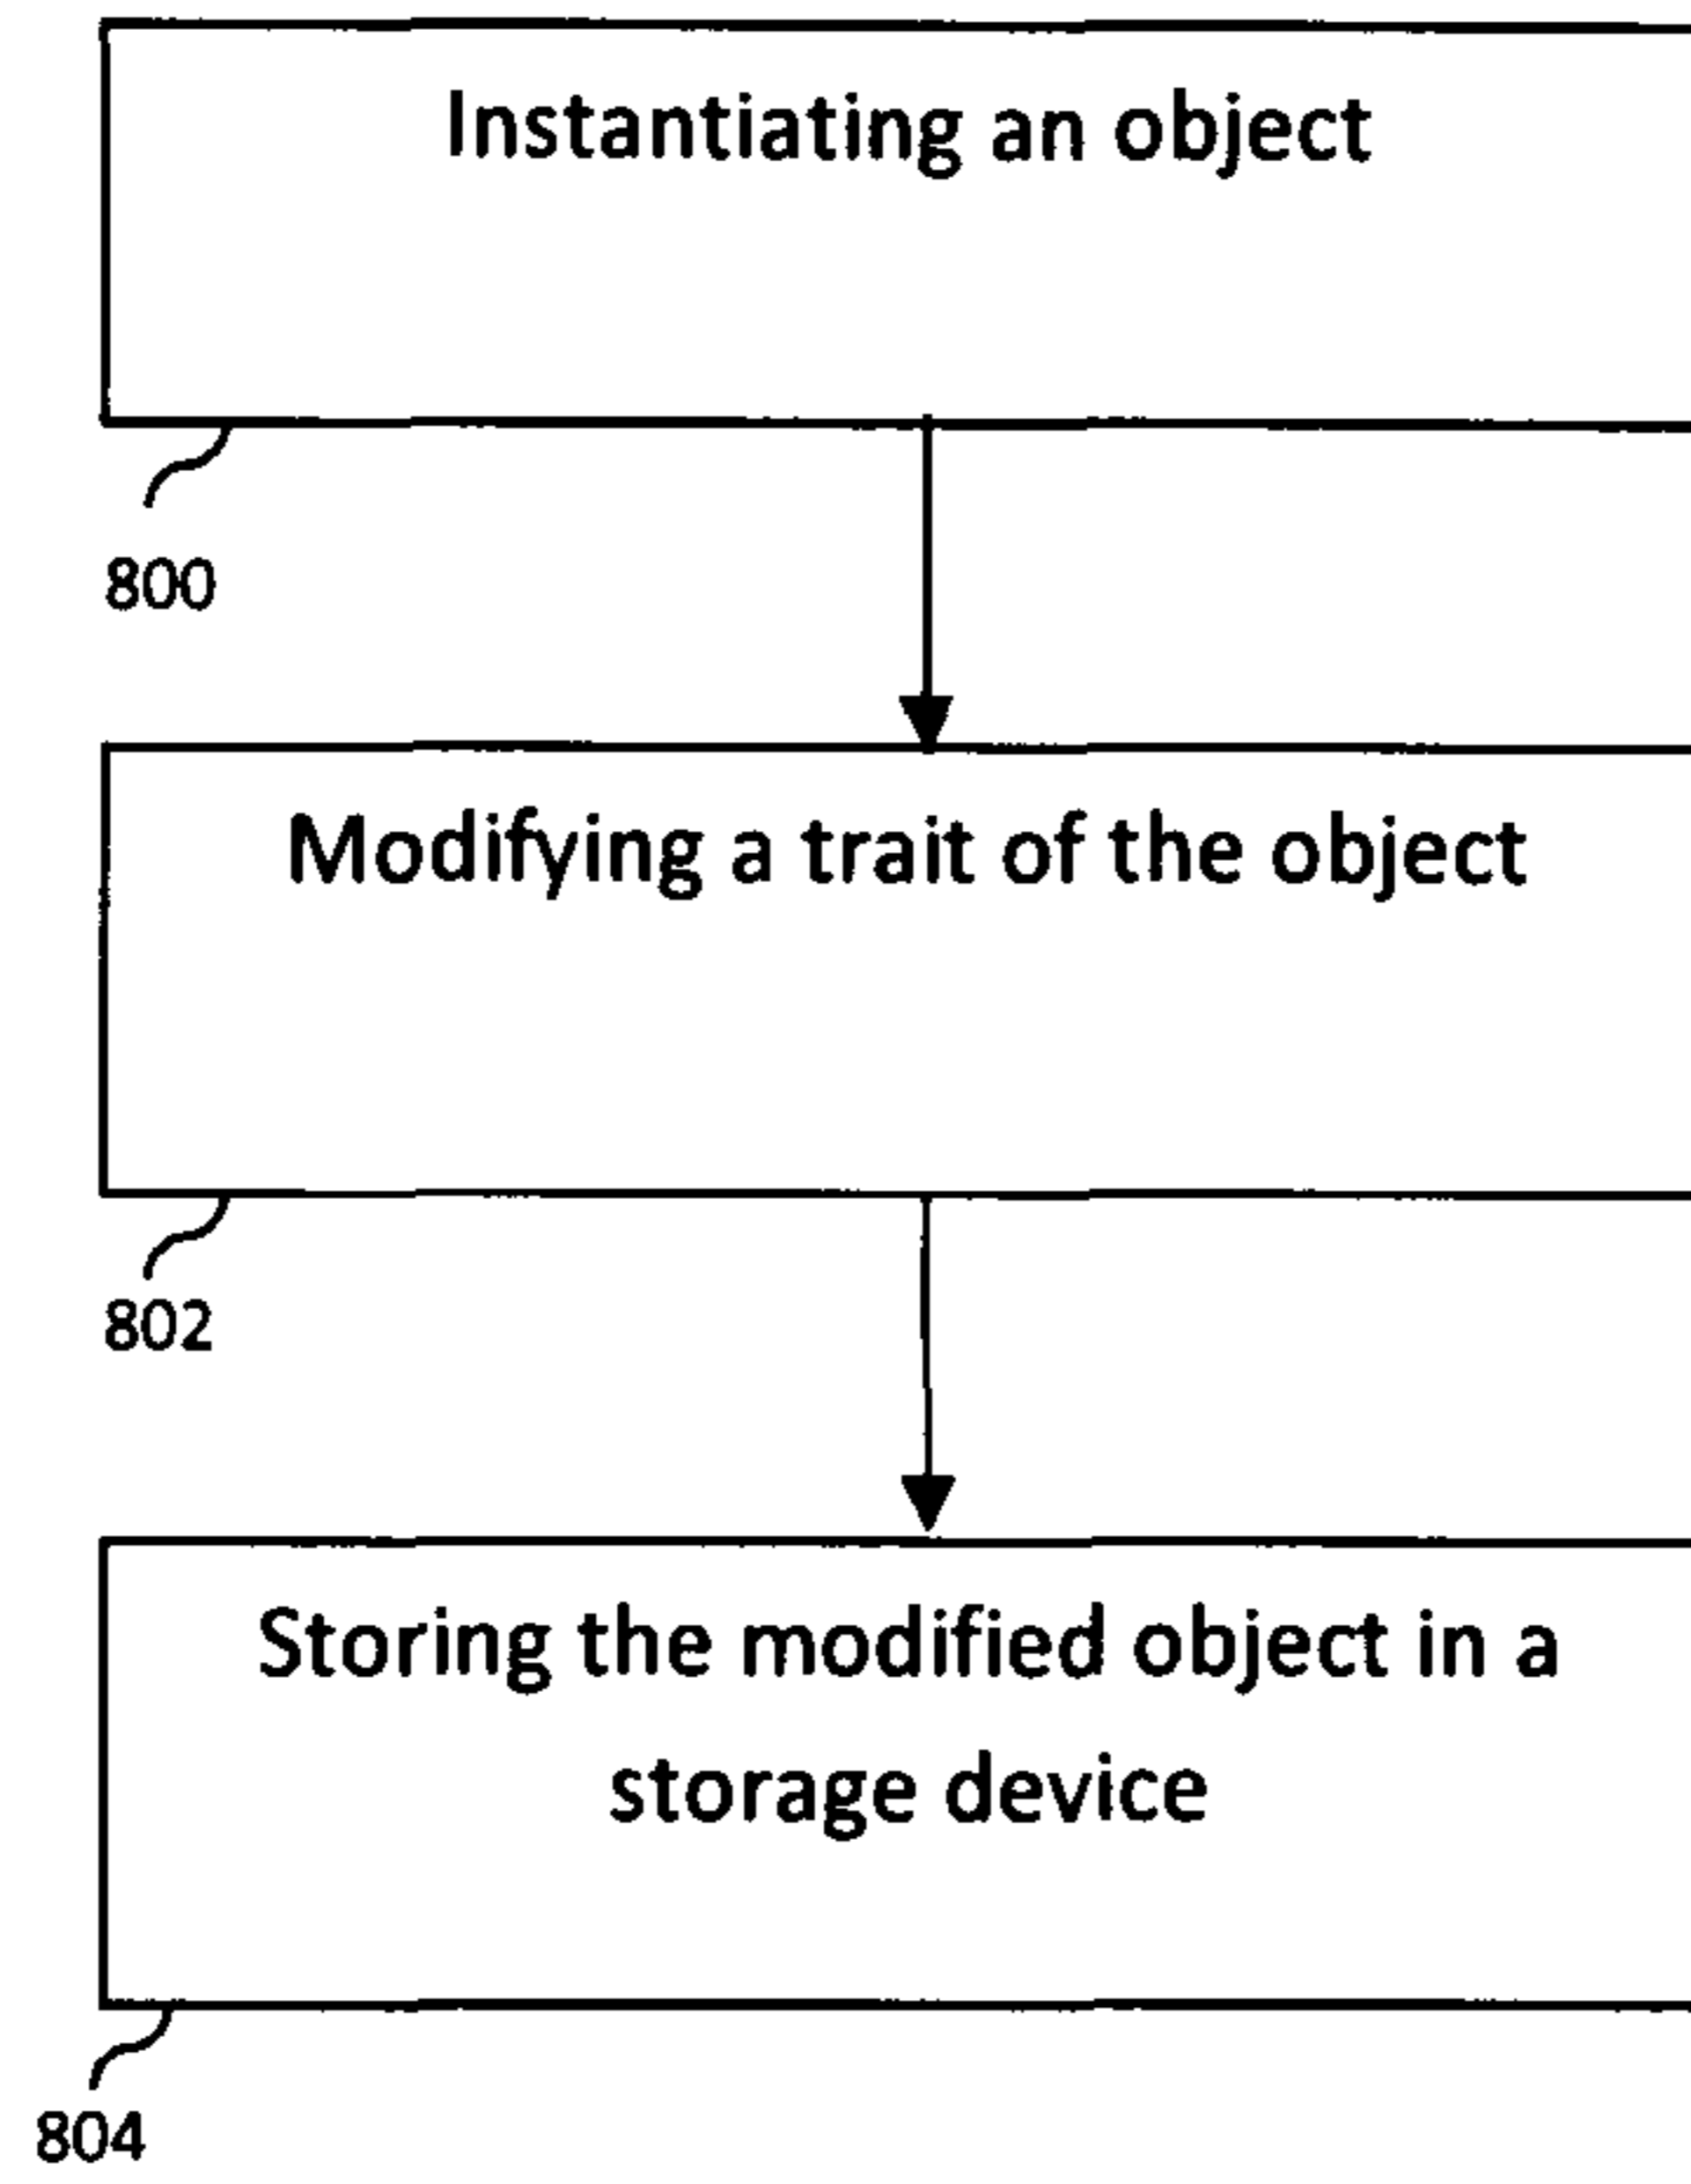 Instantiating an object
800
Modifying a trait of the object
802
Storing the modified object in a
storage device
804